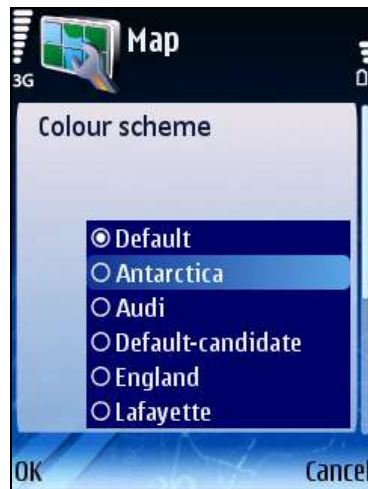 Map
3G
Colour scheme
Default
Antarctica
Audi
Default-candidate
England
Lafayette
OK
Cancel